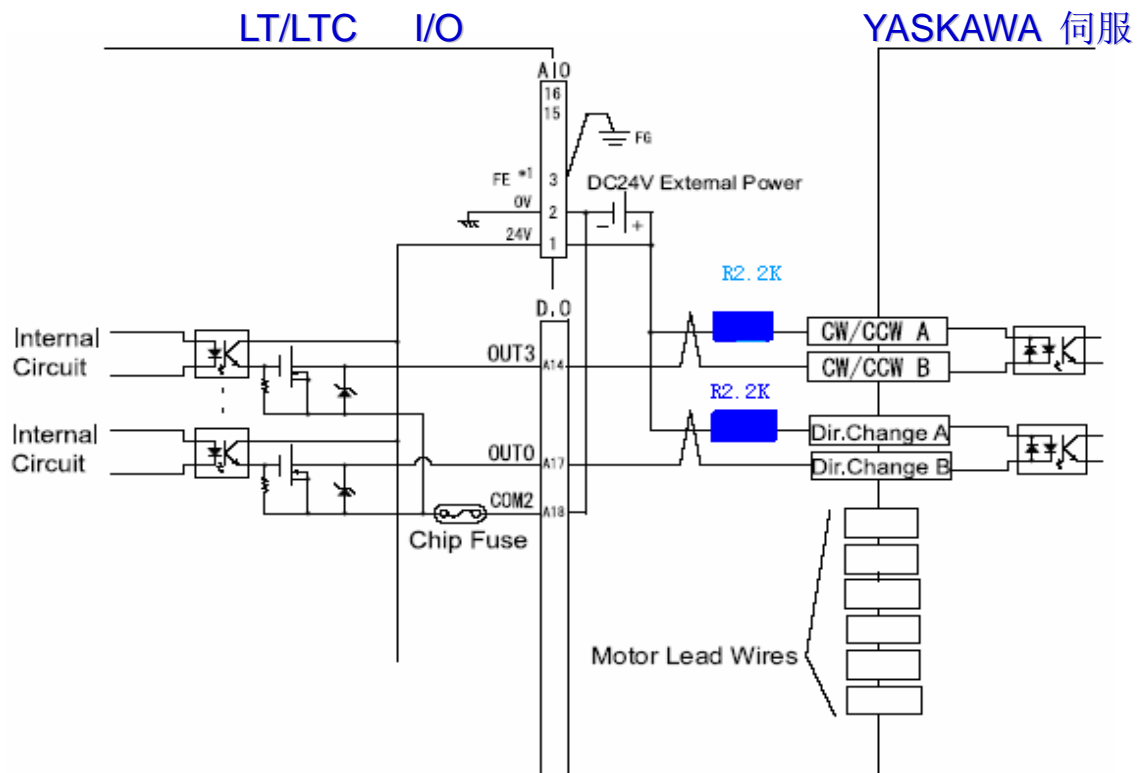 LT/LTC I/O
YASKAWA 伺服
AIO
16
15
FG
FE *1
3
DC24V External Power
0V
2
- +
24V
1
R2.2K
D.O
Internal
Circuit
OUT3
A14
CW/CCW A
CW/CCW B
R2.2K
Internal
Circuit
OUT0
A17
Dir.Change A
Dir.Change B
COM2
A18
Chip Fuse
Motor Lead Wires